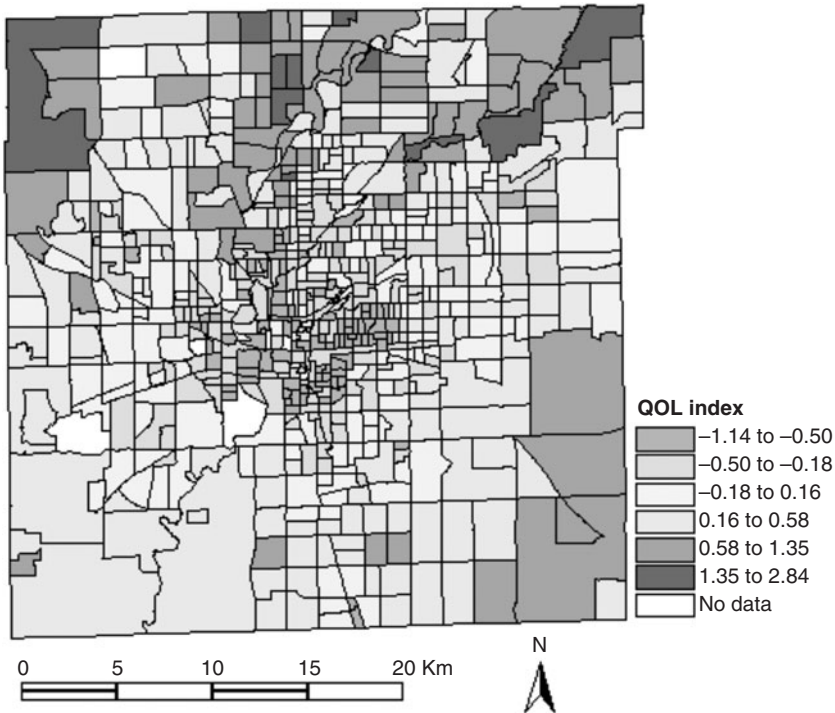 QOL index
–1.14 to –0.50
–0.50 to –0.18
–0.18 to 0.16
0.16 to 0.58
0.58 to 1.35
1.35 to 2.84
No data
N
0 5 10 15 20 Km